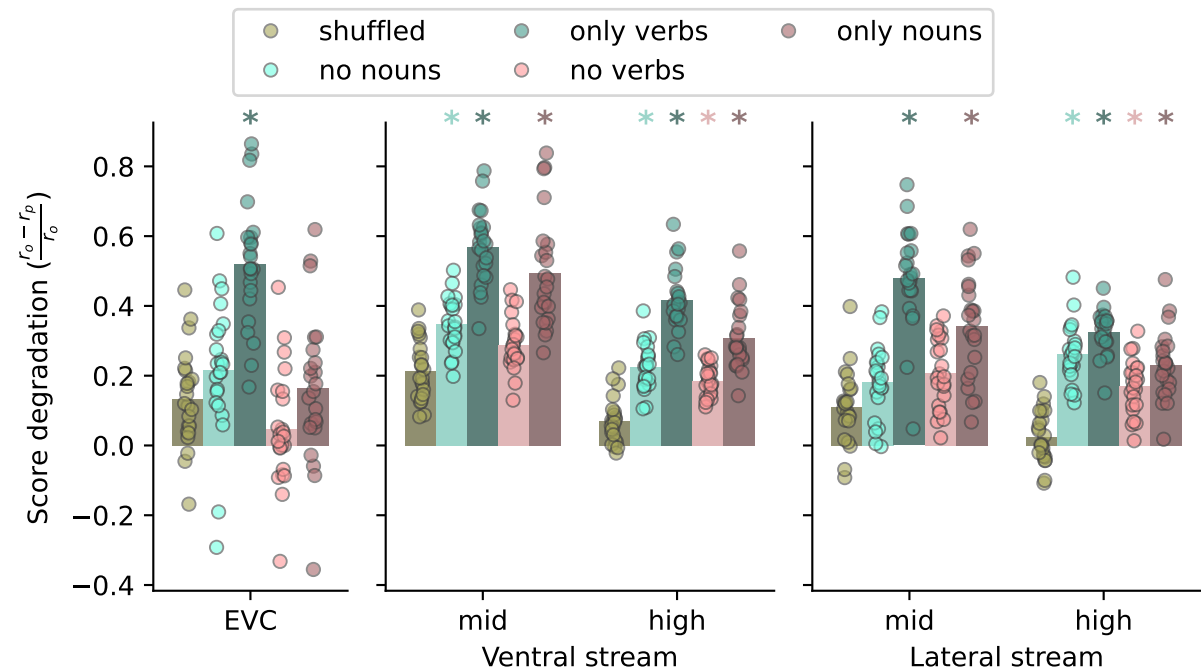 shuffled only verbs only nouns
no nouns no verbs
* * * * * * * * * * * * * *
Score degradation (\frac{r_o - r_p}{r_o})
0.8
0.6
0.4
0.2
0.0
−0.2
−0.4
EVC mid high mid high
Ventral stream Lateral stream